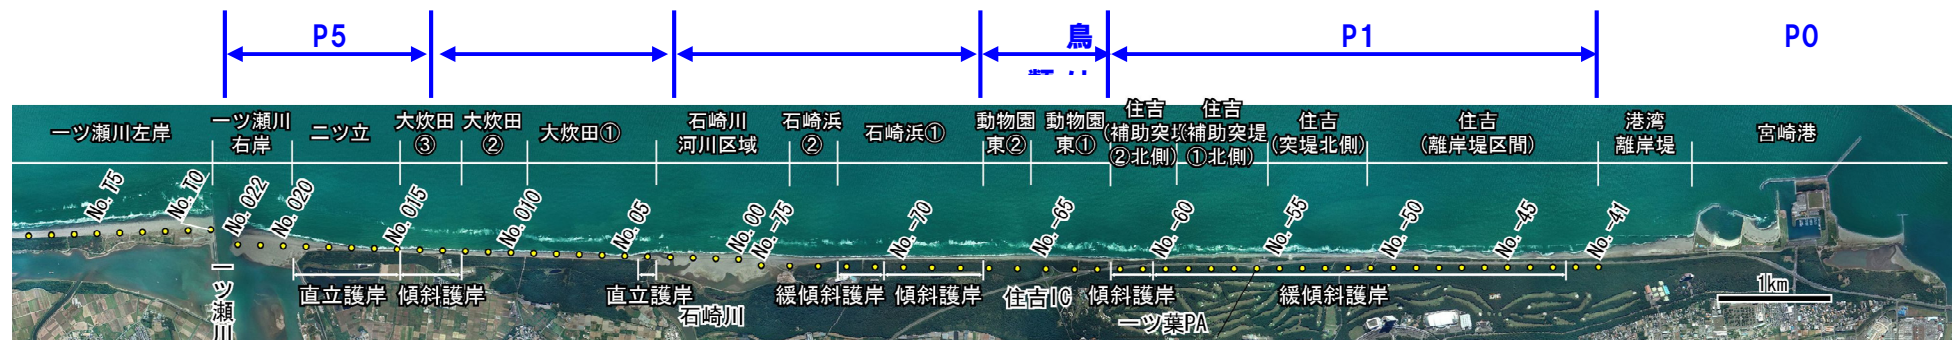 P5
鳥
P1
P0
一ツ瀬川左岸
一ツ瀬川
右岸
二ツ立
大炊田
③
大炊田
②
大炊田①
石崎川
河川区域
石崎浜
②
石崎浜①
動物園
東②
動物園
東①
住吉
(補助突堤
②北側)
住吉
(補助突堤
①北側)
住吉
(突堤北側)
住吉
(離岸堤区間)
港湾
離岸堤
宮崎港
No. T5
No. T0
No. 022
No. 020
No. 015
No. 010
No. 05
No. 00
No. -75
No. -70
No. -65
No. -60
No. -55
No. -50
No. -45
No. -41
直立護岸
傾斜護岸
直立護岸
緩傾斜護岸
傾斜護岸
傾斜護岸
緩傾斜護岸
一ツ瀬川
石崎川
住吉IC
一ツ葉PA
1km